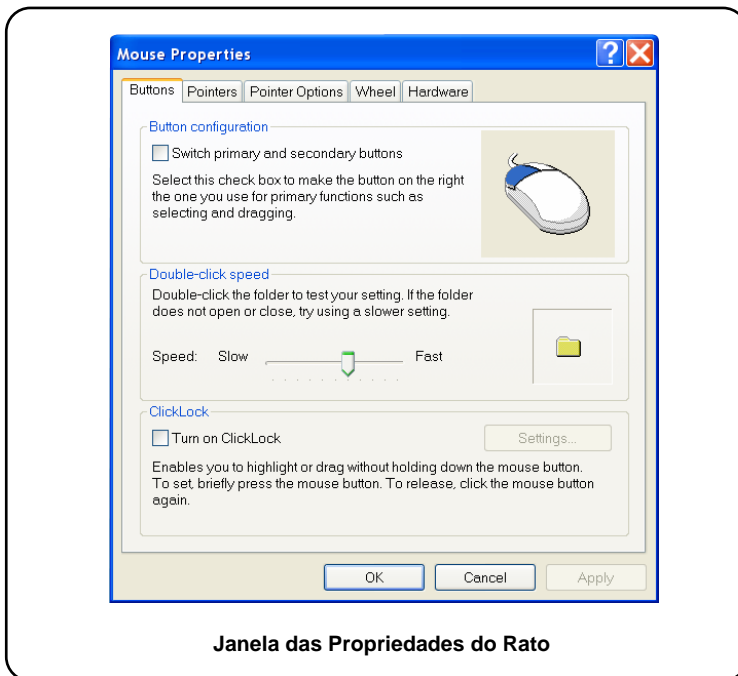 Mouse Properties
Buttons Pointers Pointer Options Wheel Hardware
Button configuration
Switch primary and secondary buttons
Select this check box to make the button on the right
the one you use for primary functions such as
selecting and dragging.
Double-click speed
Double-click the folder to test your setting. If the folder
does not open or close, try using a slower setting.
Speed: Slow Fast
ClickLock
Turn on ClickLock Settings...
Enables you to highlight or drag without holding down the mouse button.
To set, briefly press the mouse button. To release, click the mouse button
again.
OK Cancel Apply
Janela das Propriedades do Rato